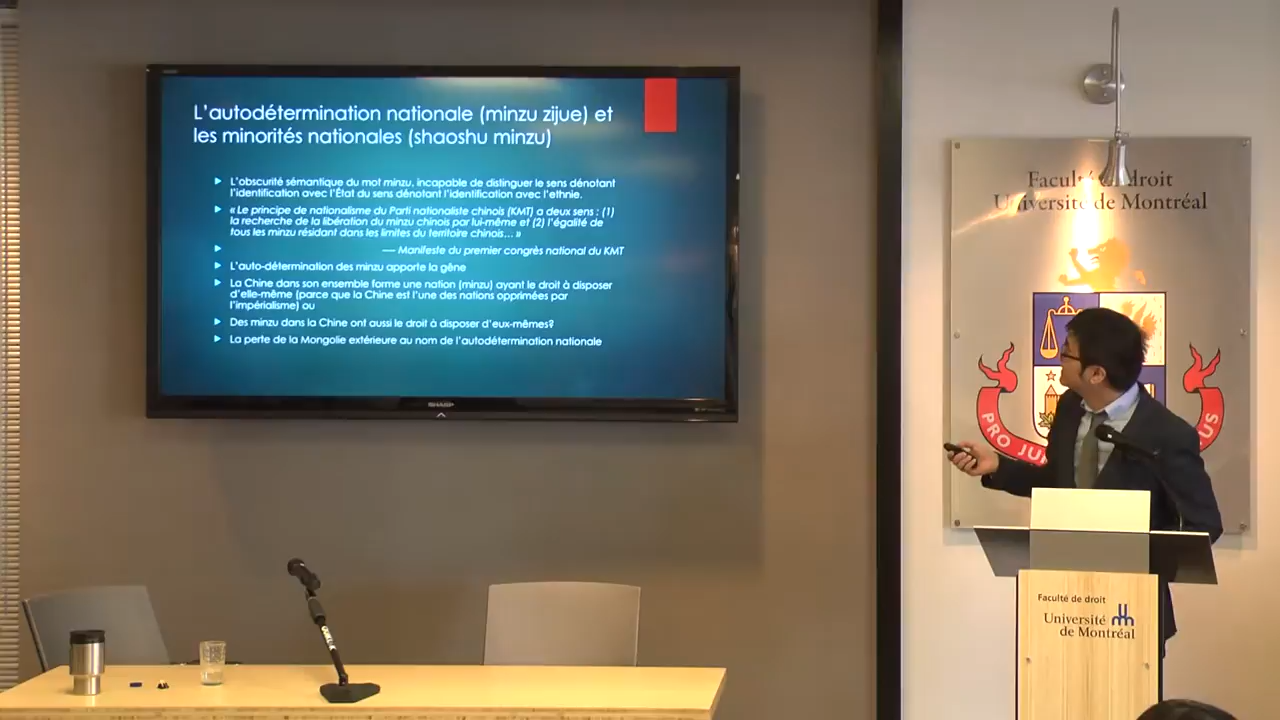 L'autodétermination nationale (minzu zijue) et
les minorités nationales (shaoshu minzu)
L'obscurité sémantique du mot minzu, incapable de distinguer le sens dénotant
l'identification avec l'État du sens dénotant l'identification avec l'ethnie.
« Le principe de nationalisme du Parti nationaliste chinois (KMT) a deux sens : (1)
la recherche de la libération du minzu chinois par lui-même et (2) l'égalité de
tous les minzu résidant dans les limites du territoire chinois... »
— Manifeste du premier congrès national du KMT
L'auto-détermination des minzu apporte la gêne
La Chine dans son ensemble forme une nation (minzu) ayant le droit à disposer
d'elle-même (parce que la Chine est l'une des nations opprimées par
l'impérialisme) ou
Des minzu dans la Chine ont aussi le droit à disposer d'eux-mêmes?
La perte de la Mongolie extérieure au nom de l'autodétermination nationale
SHARP
Faculté de droit
Université de Montréal
PRO JU
US
Faculté de droit
Université
de Montréal